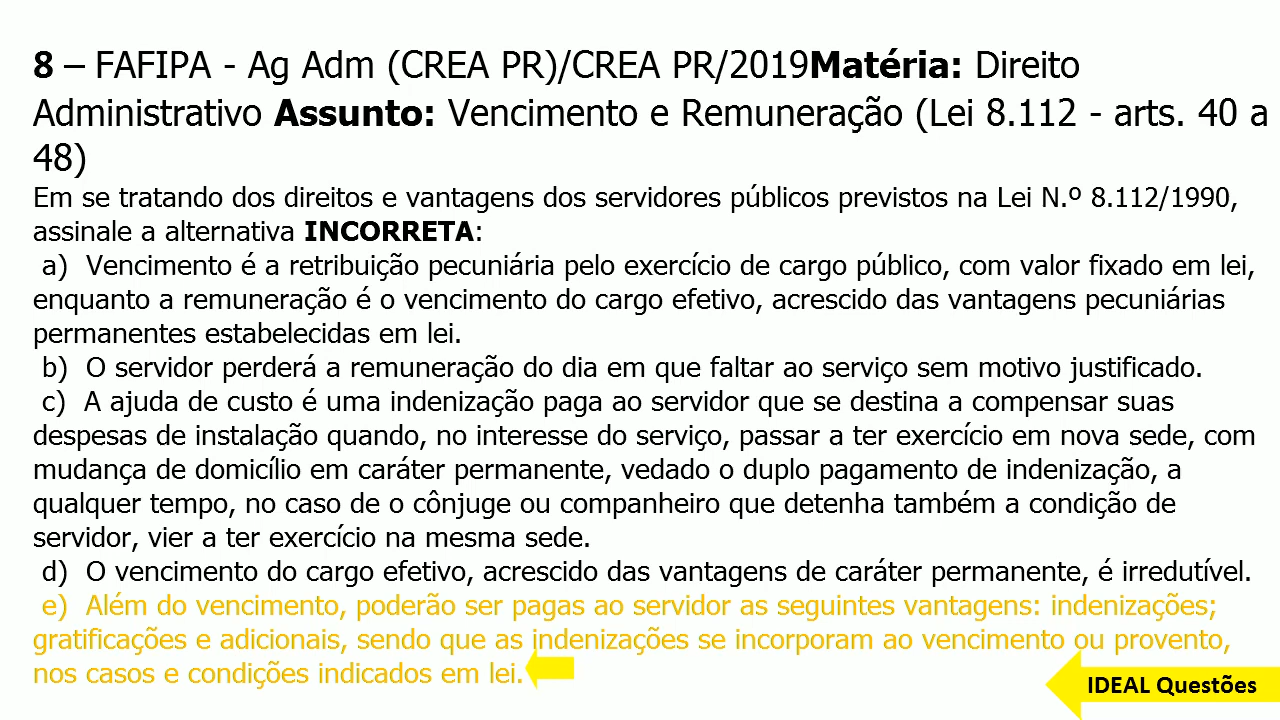 8 – FAFIPA - Ag Adm (CREA PR)/CREA PR/2019Matéria: Direito
Administrativo Assunto: Vencimento e Remuneração (Lei 8.112 - arts. 40 a
48)
Em se tratando dos direitos e vantagens dos servidores públicos previstos na Lei N.º 8.112/1990,
assinale a alternativa INCORRETA:
a) Vencimento é a retribuição pecuniária pelo exercício de cargo público, com valor fixado em lei,
enquanto a remuneração é o vencimento do cargo efetivo, acrescido das vantagens pecuniárias
permanentes estabelecidas em lei.
b) O servidor perderá a remuneração do dia em que faltar ao serviço sem motivo justificado.
c) A ajuda de custo é uma indenização paga ao servidor que se destina a compensar suas
despesas de instalação quando, no interesse do serviço, passar a ter exercício em nova sede, com
mudança de domicílio em caráter permanente, vedado o duplo pagamento de indenização, a
qualquer tempo, no caso de o cônjuge ou companheiro que detenha também a condição de
servidor, vier a ter exercício na mesma sede.
d) O vencimento do cargo efetivo, acrescido das vantagens de caráter permanente, é irredutível.
e) Além do vencimento, poderão ser pagas ao servidor as seguintes vantagens: indenizações;
gratificações e adicionais, sendo que as indenizações se incorporam ao vencimento ou provento,
nos casos e condições indicados em lei.
IDEAL Questões